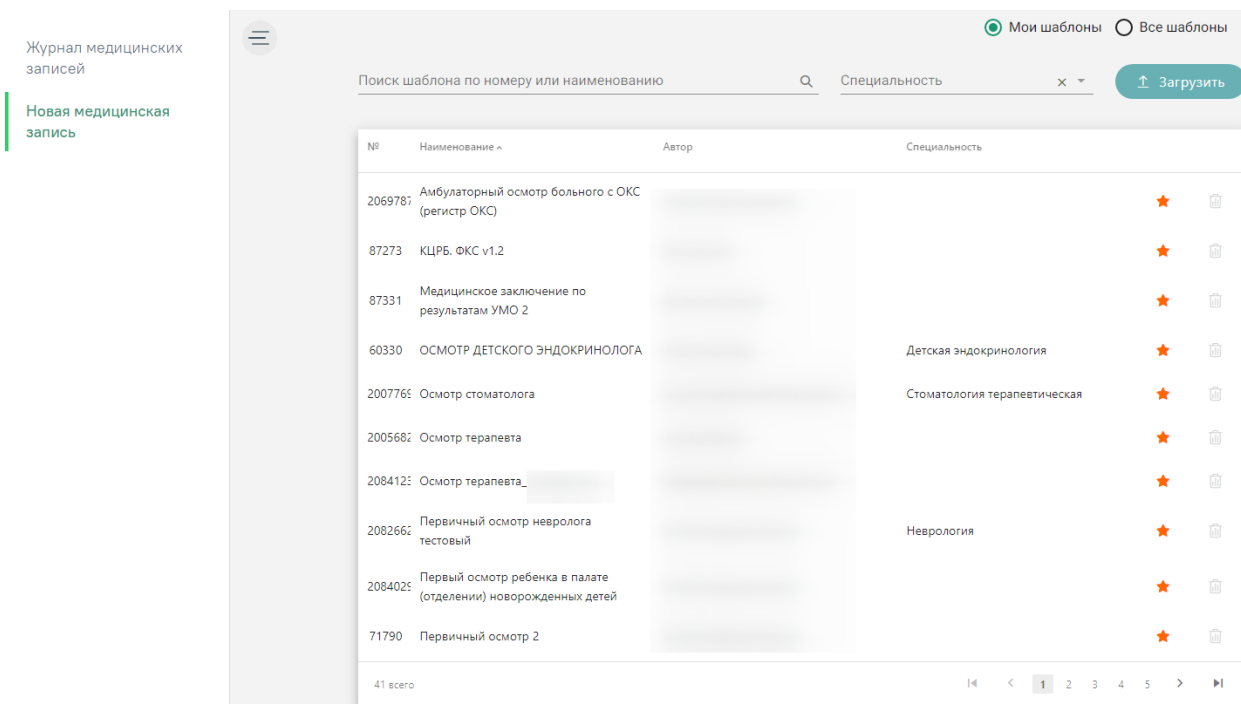 Журнал медицинских
записей
Новая медицинская
запись
Мои шаблоны Все шаблоны
Поиск шаблона по номеру или наименованию Специальность Загрузить
№ Наименование Автор Специальность
2069787 Амбулаторный осмотр больного с ОКС
(регистр ОКС)
87273 КЦРБ. ФКС v1.2
87331 Медицинское заключение по
результатам УМО 2
60330 ОСМОТР ДЕТСКОГО ЭНДОКРИНОЛОГА Детская эндокринология
Осмотр стоматолога Стоматология терапевтическая
Осмотр терапевта
Осмотр терапевта_
Первичный осмотр невролога
тестовый Неврология
Первый осмотр ребенка в палате
(отделении) новорожденных детей
71790 Первичный осмотр 2
41 всего 1 2 3 4 5